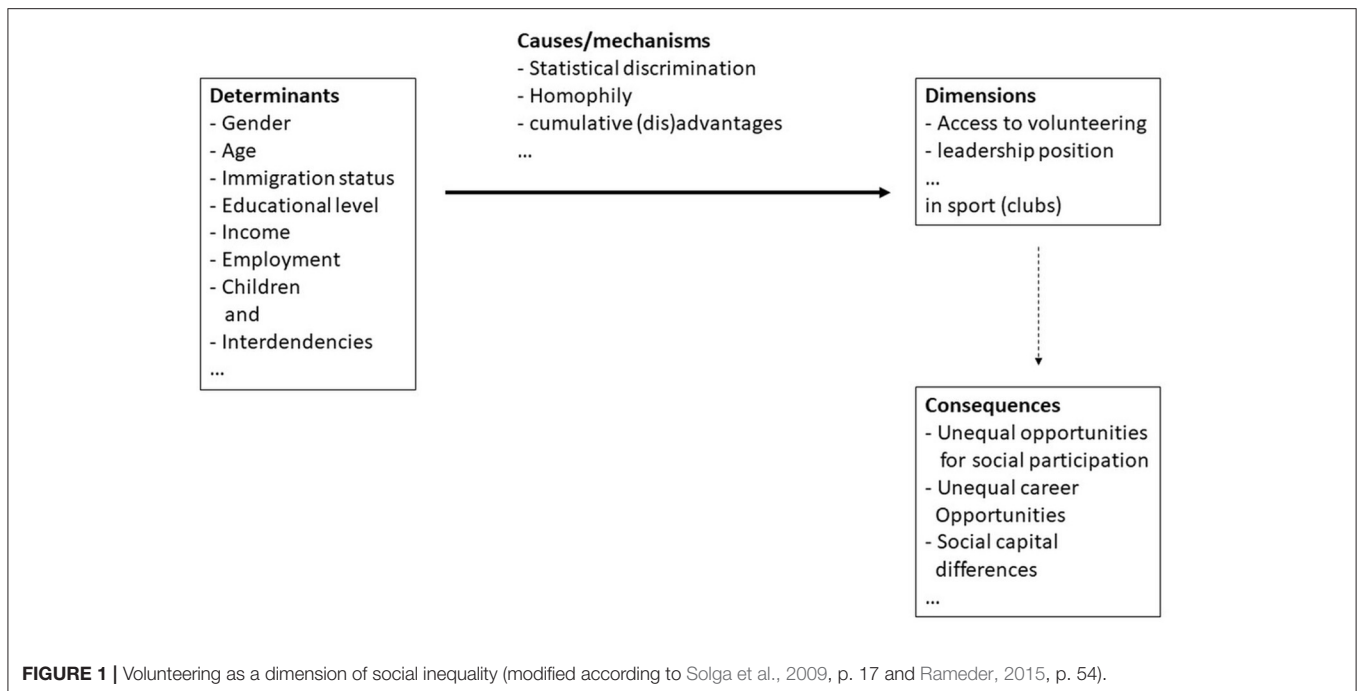 Causes/mechanisms
- Statistical discrimination
- Homophily
- cumulative (dis)advantages
...
Determinants
- Gender
- Age
- Immigration status
- Educational level
- Income
- Employment
- Children
and
- Interdendencies
...
Dimensions
- Access to volunteering
- leadership position
...
in sport (clubs)
Consequences
- Unequal opportunities
for social participation
- Unequal career
Opportunities
- Social capital
differences
...
FIGURE 1 | Volunteering as a dimension of social inequality (modified according to Solga et al., 2009, p. 17 and Rameder, 2015, p. 54).